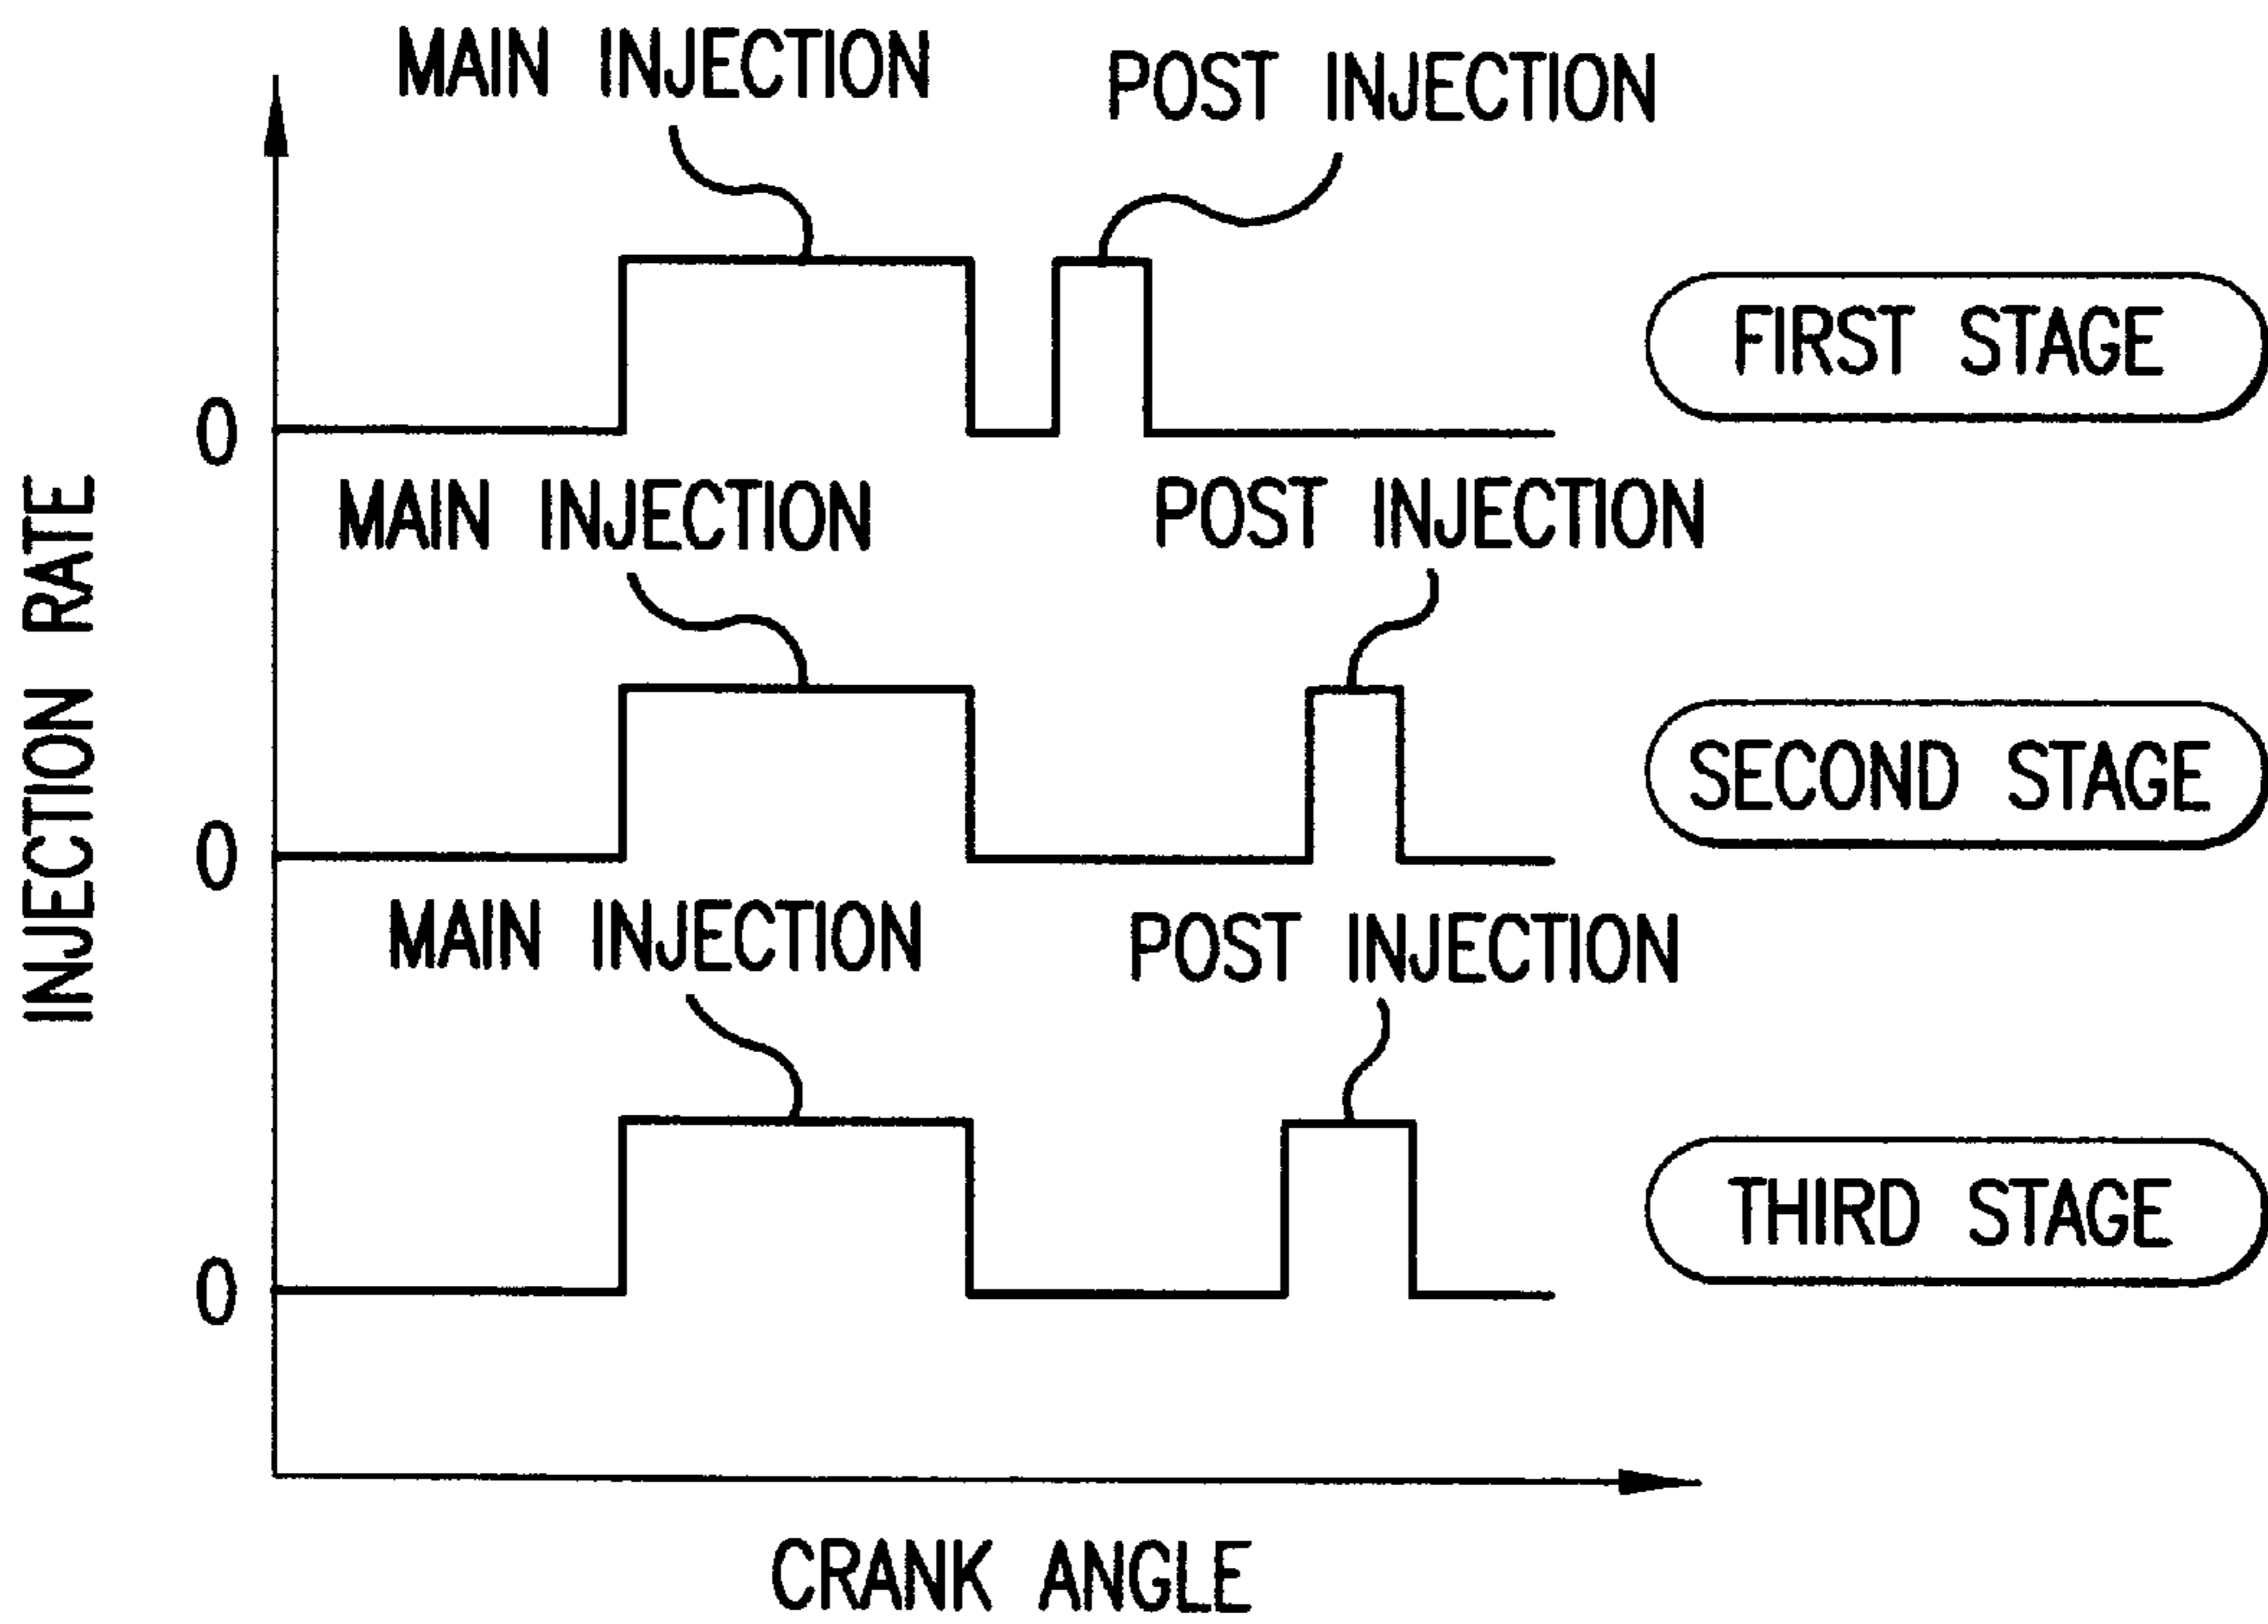 MAIN INJECTION
POST INJECTION
FIRST STAGE
0
MAIN INJECTION
POST INJECTION
SECOND STAGE
0
MAIN INJECTION
POST INJECTION
THIRD STAGE
0
INJECTION RATE
CRANK ANGLE